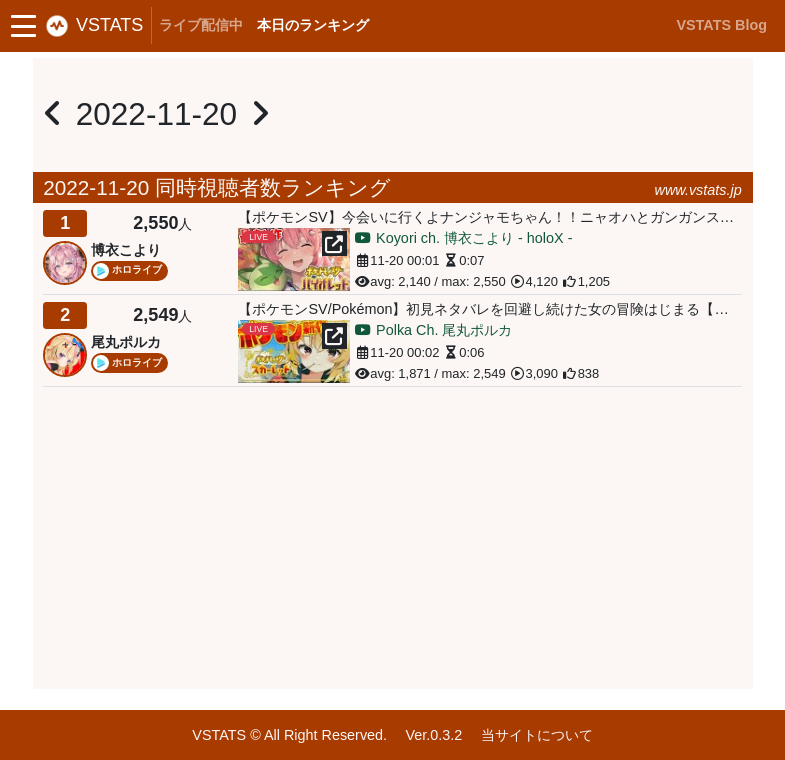 VSTATS ライブ配信中 本日のランキング VSTATS Blog
2022-11-20
2022-11-20 同時視聴者数ランキング www.vstats.jp
1 2,550人
博衣こより
ホロライブ
【ポケモンSV】今会いに行くよナンジャモちゃん！！ニャオハとガンガンス…
LIVE
Koyori ch. 博衣こより - holoX -
11-20 00:01 0:07
avg: 2,140 / max: 2,550 4,120 1,205
2 2,549人
尾丸ポルカ
ホロライブ
【ポケモンSV/Pokémon】初見ネタバレを回避し続けた女の冒険はじまる【…
LIVE
スカーレット
Polka Ch. 尾丸ポルカ
11-20 00:02 0:06
avg: 1,871 / max: 2,549 3,090 838
VSTATS © All Right Reserved. Ver.0.3.2 当サイトについて